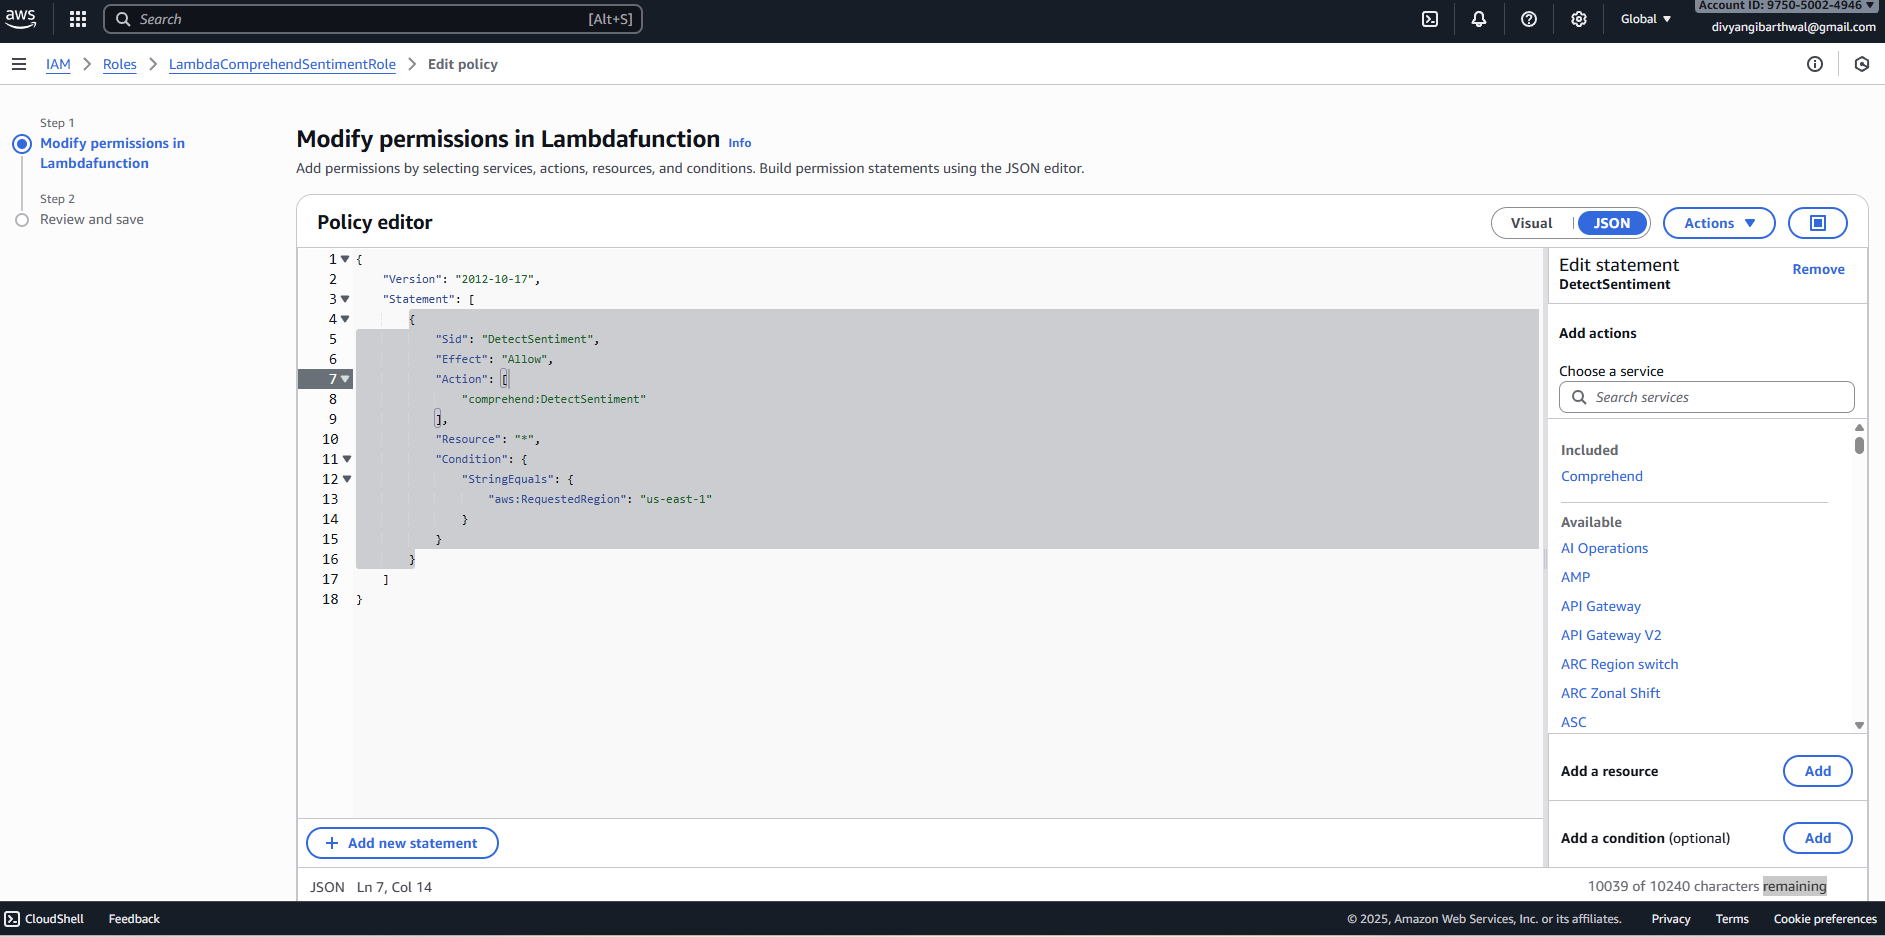 aws
Search
[Alt+S]
Global
Account ID: 9750-5002-4946
divyangibarthwal@gmail.com
IAM
Roles
LambdaComprehendSentimentRole
Edit policy
Step 1
Modify permissions in
Lambdafunction
Step 2
Review and save
Modify permissions in Lambdafunction Info
Add permissions by selecting services, actions, resources, and conditions. Build permission statements using the JSON editor.
Policy editor
Visual
JSON
Actions
1 {
2 "Version": "2012-10-17",
3 "Statement": [
4 {
5 "Sid": "DetectSentiment",
6 "Effect": "Allow",
7 "Action": [
8 "comprehend:DetectSentiment"
9 ],
10 "Resource": "*",
11 "Condition": {
12 "StringEquals": {
13 "aws:RequestedRegion": "us-east-1"
14 }
15 }
16 }
17 ]
18 }
+ Add new statement
JSON Ln 7, Col 14
Edit statement
Remove
DetectSentiment
Add actions
Choose a service
Search services
Included
Comprehend
Available
AI Operations
AMP
API Gateway
API Gateway V2
ARC Region switch
ARC Zonal Shift
ASC
Add a resource
Add
Add a condition (optional)
Add
10039 of 10240 characters remaining
CloudShell
Feedback
© 2025, Amazon Web Services, Inc. or its affiliates.
Privacy
Terms
Cookie preferences